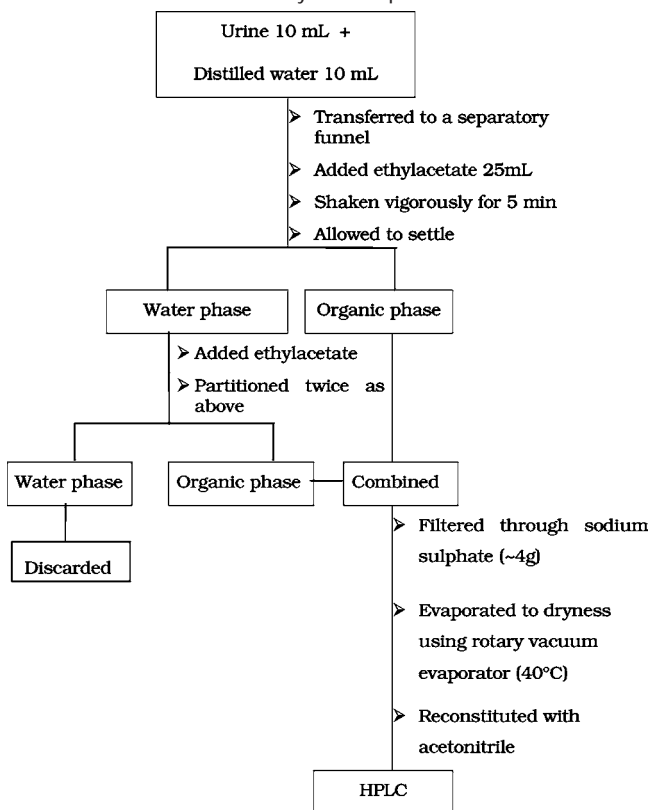 Urine 10 mL +
Distilled water 10 mL
➢ Transferred to a separatory
funnel
➢ Added ethylacetate 25mL
➢ Shaken vigorously for 5 min
➢ Allowed to settle
Water phase
Organic phase
➢ Added ethylacetate
➢ Partitioned twice as
above
Water phase
Organic phase
Combined
Discarded
➢ Filtered through sodium
sulphate (~4g)
➢ Evaporated to dryness
using rotary vacuum
evaporator (40°C)
➢ Reconstituted with
acetonitrile
HPLC